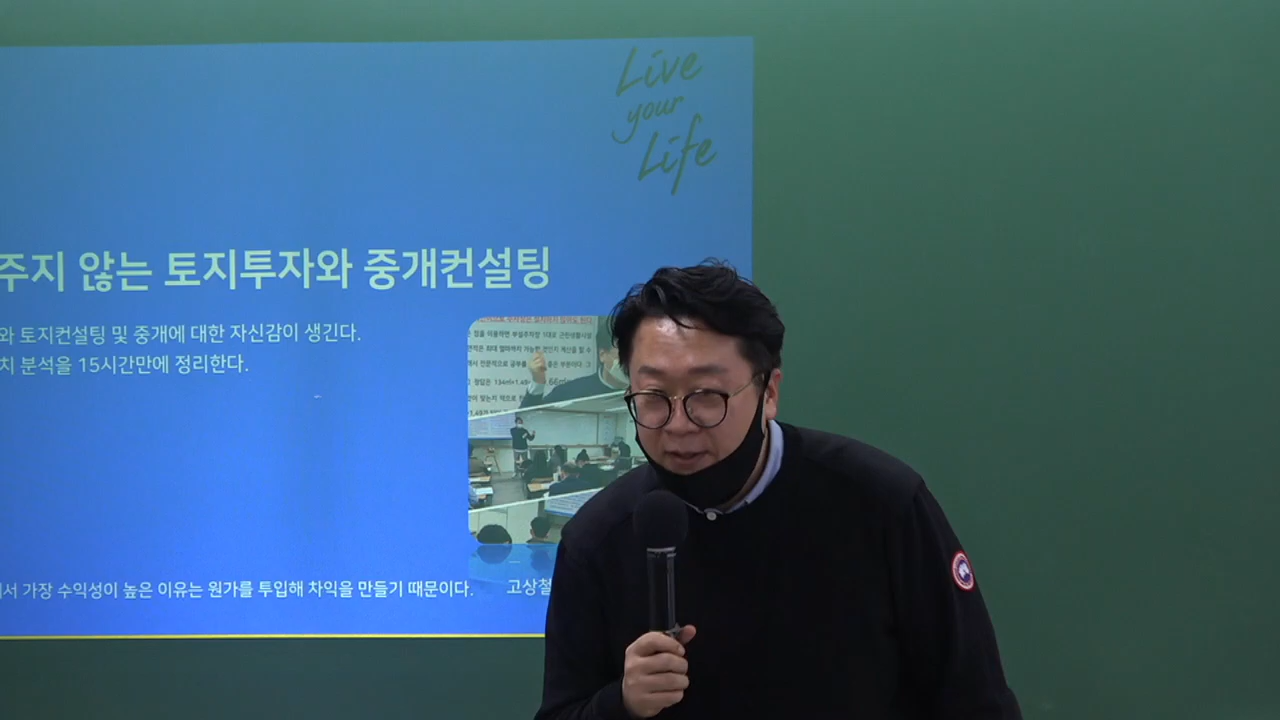 Live
your
Life
주지 않는 토지투자와 중개컨설팅
와 토지컨설팅 및 중개에 대한 자신감이 생긴다.
치 분석을 15시간만에 정리한다.
서 가장 수익성이 높은 이유는 원가를 투입해 차익을 만들기 때문이다.
고상철